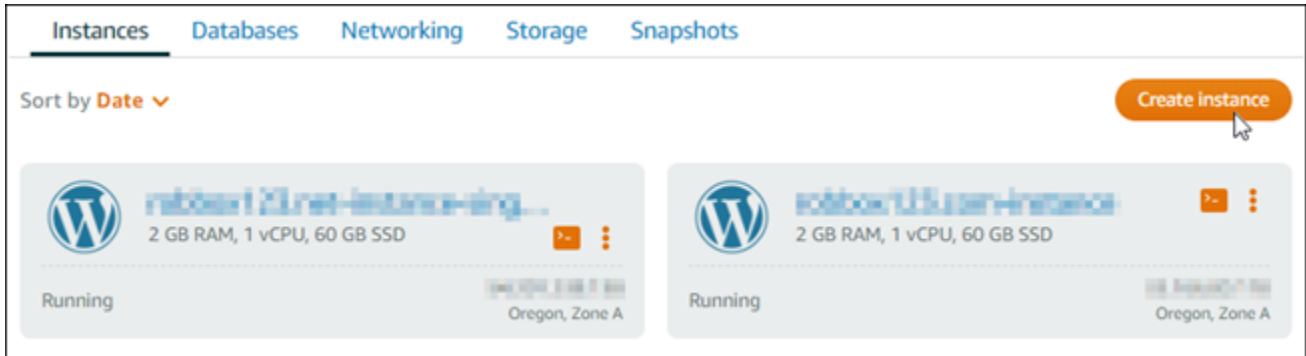 Instances Databases Networking Storage Snapshots
Sort by Date
Create instance
2 GB RAM, 1 vCPU, 60 GB SSD
Running
Oregon, Zone A
2 GB RAM, 1 vCPU, 60 GB SSD
Running
Oregon, Zone A